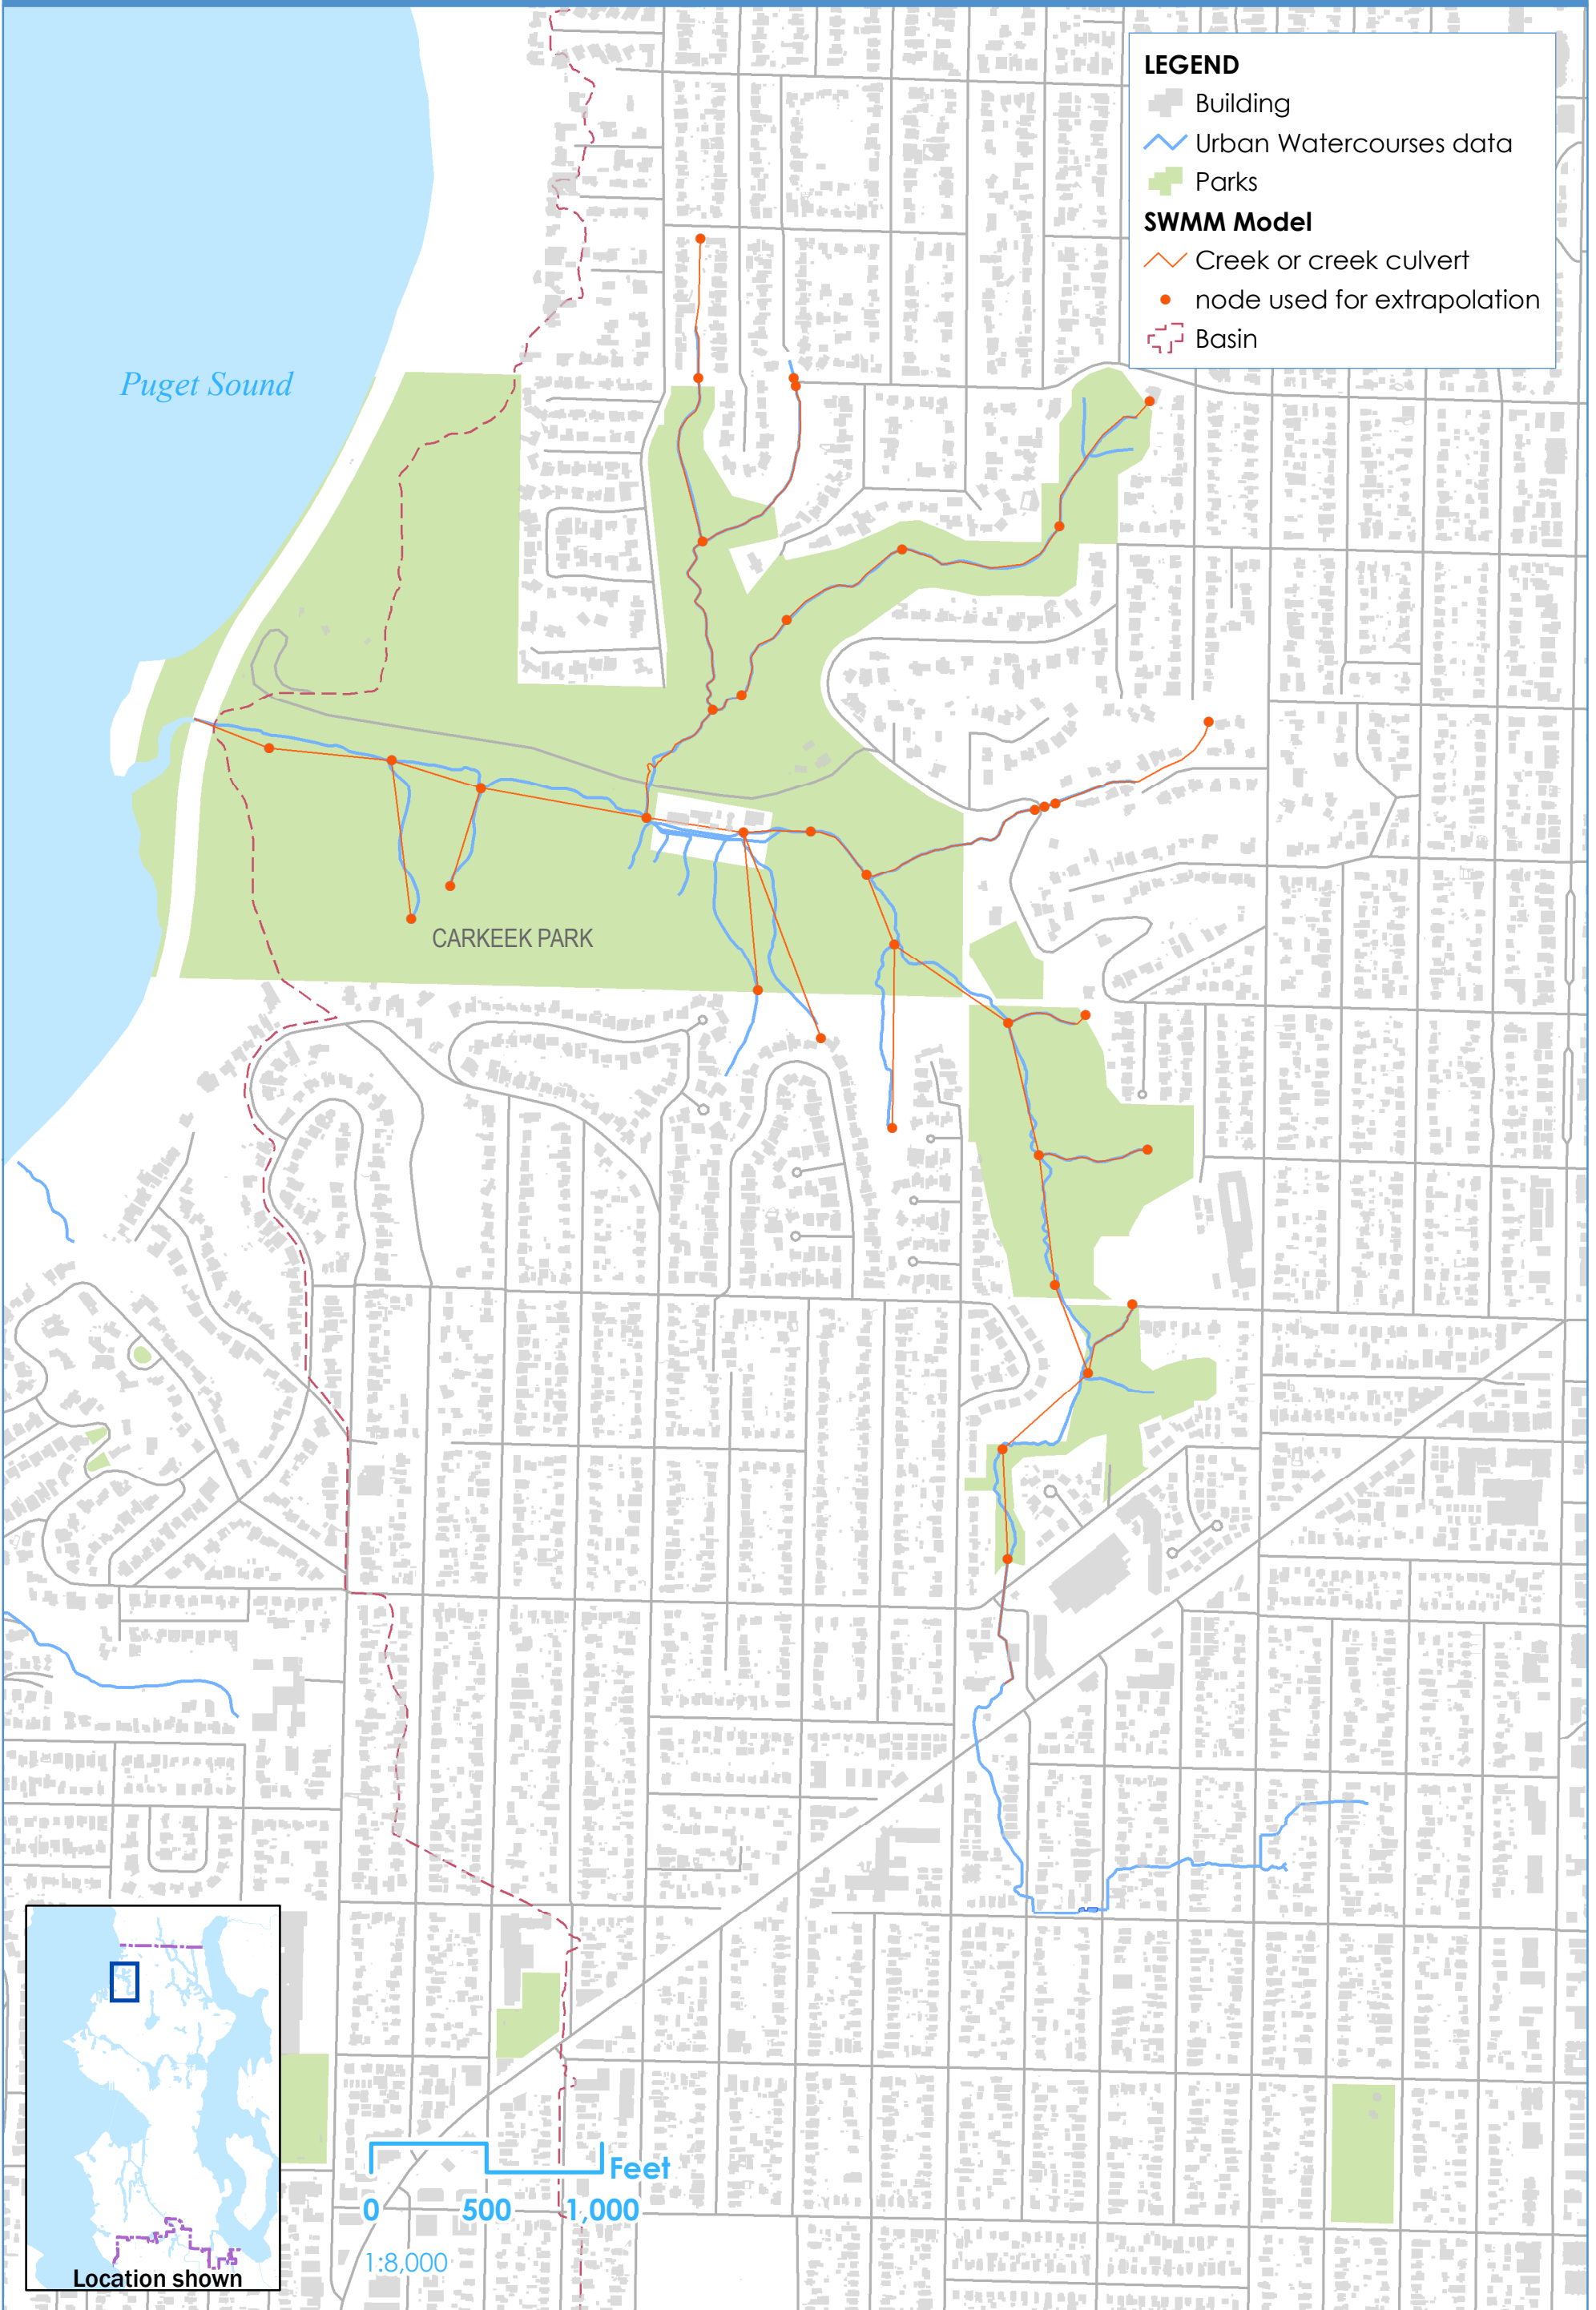 LEGEND
Building
Urban Watercourses data
Parks
SWMM Model
Creek or creek culvert
node used for extrapolation
Basin
Puget Sound
CARKEEK PARK
Feet
0 500 1,000
1:8,000
Location shown